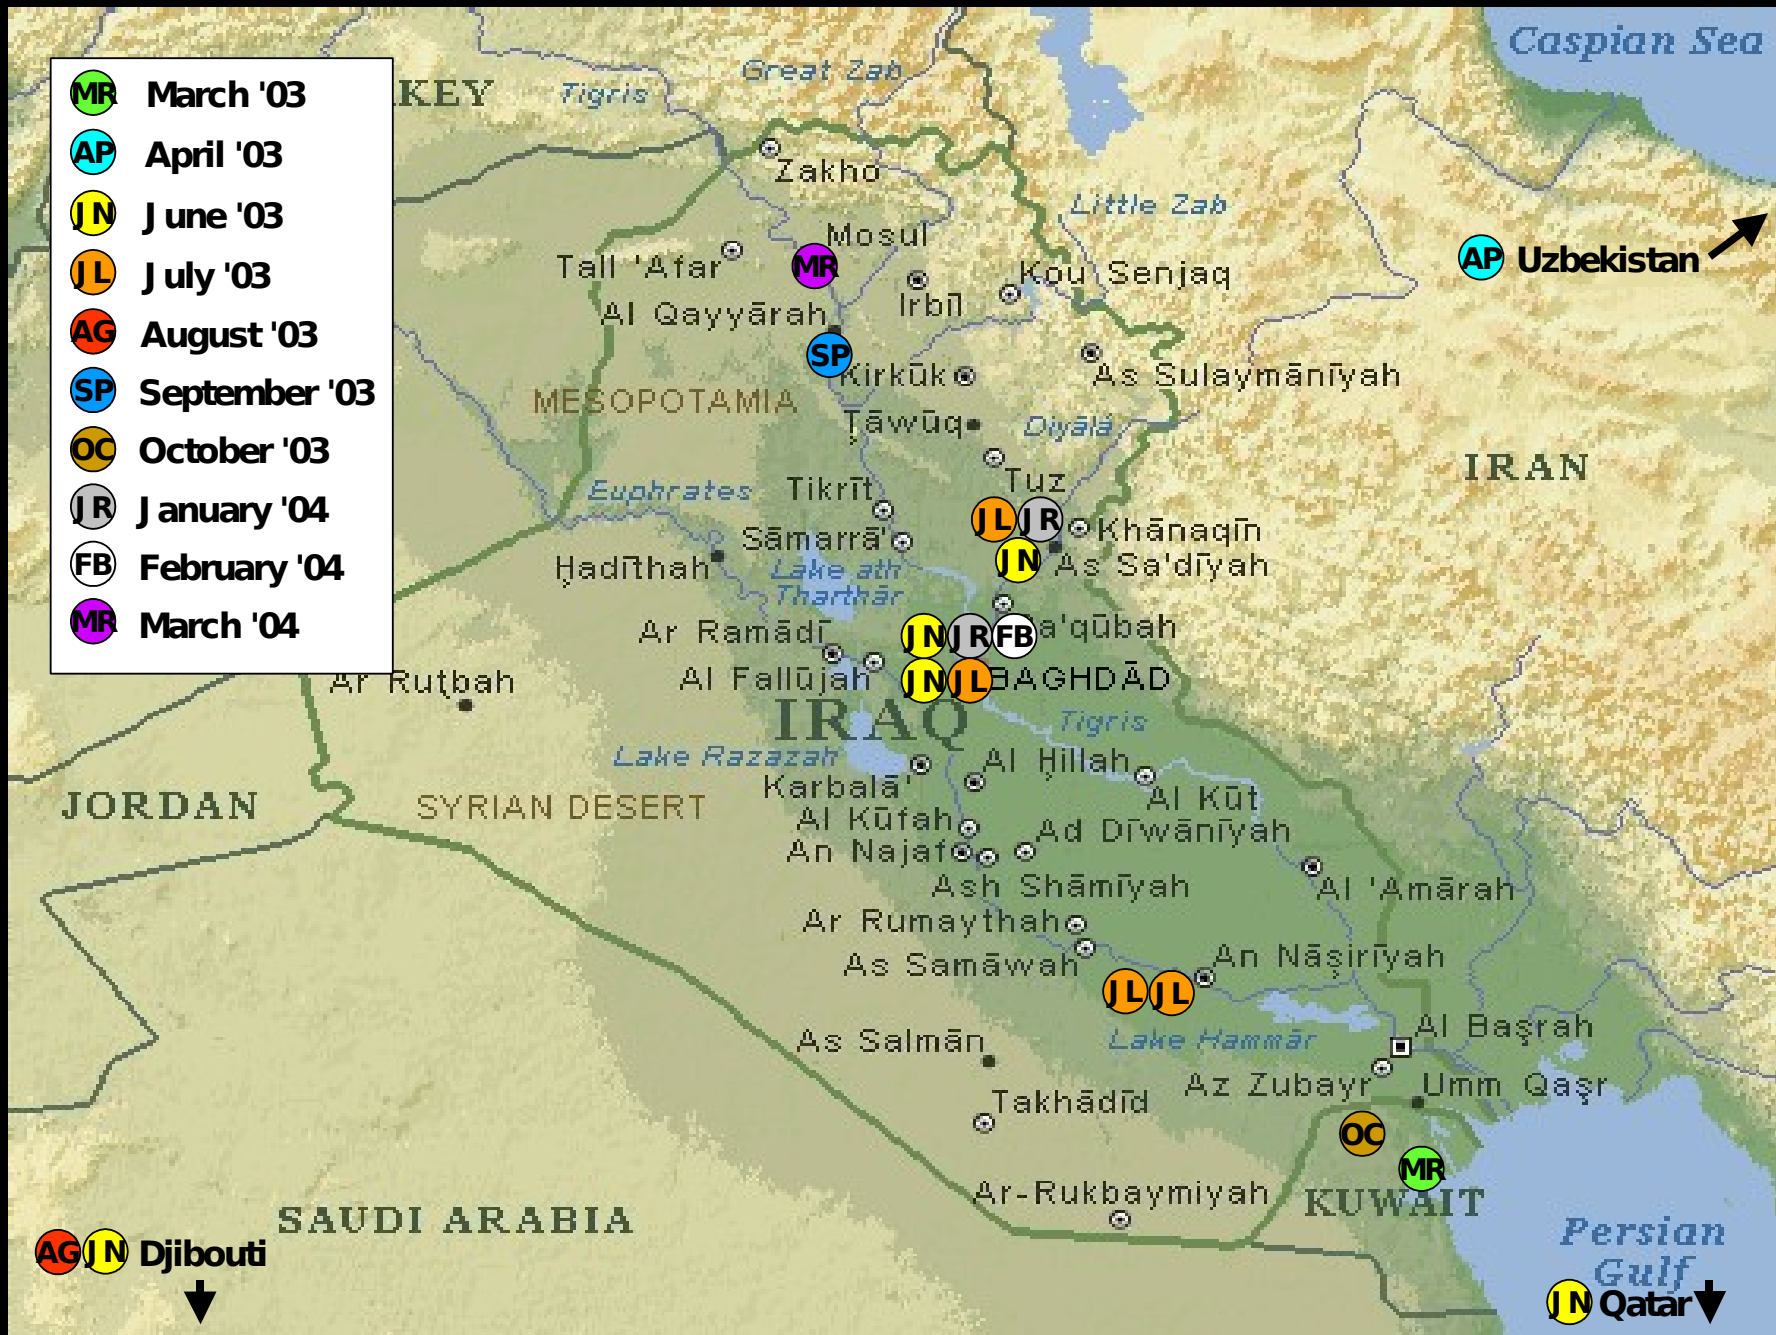 Caspian Sea
Great Zab
Tigris
KEY
MR March '03
AP April '03
JN June '03
JL July '03
AG August '03
SP September '03
OC October '03
JR January '04
FB February '04
MR March '04
Zakho
Little Zab
Mosul
Tall 'Afar
MR
Kou Senjaq
AP Uzbekistan
Irbīl
Al Qayyārah
SP
Kirkūk
As Sulaymānīyah
MESOPOTAMIA
Ţāwūq
Diyālá
IRAN
Tuz
Euphrates
Tikrīt
JL JR
Khānaqīn
Sāmarrā'
JN
As Sa'dīyah
Ḩadīthah
Lake ath
Tharthār
Ar Ramādī
JN JR FB
a'qūbah
Al Fallūjah
JN JL
BAGHDĀD
Ar Ruţbah
IRAQ
Tigris
Lake Razazah
Al Ḩillah
Karbalā'
JORDAN
SYRIAN DESERT
Al Kūt
Al Kūfah
Ad Dīwānīyah
An Najaf
Ash Shāmīyah
Al 'Amārah
Ar Rumaythah
As Samāwah
An Nāşirīyah
JL JL
Al Başrah
As Salmān
Lake Hammār
Az Zubayr
Umm Qaşr
Takhādīd
OC
MR
Ar-Rukbaymiyah
KUWAIT
SAUDI ARABIA
Persian
Gulf
AG JN Djibouti
JN Qatar